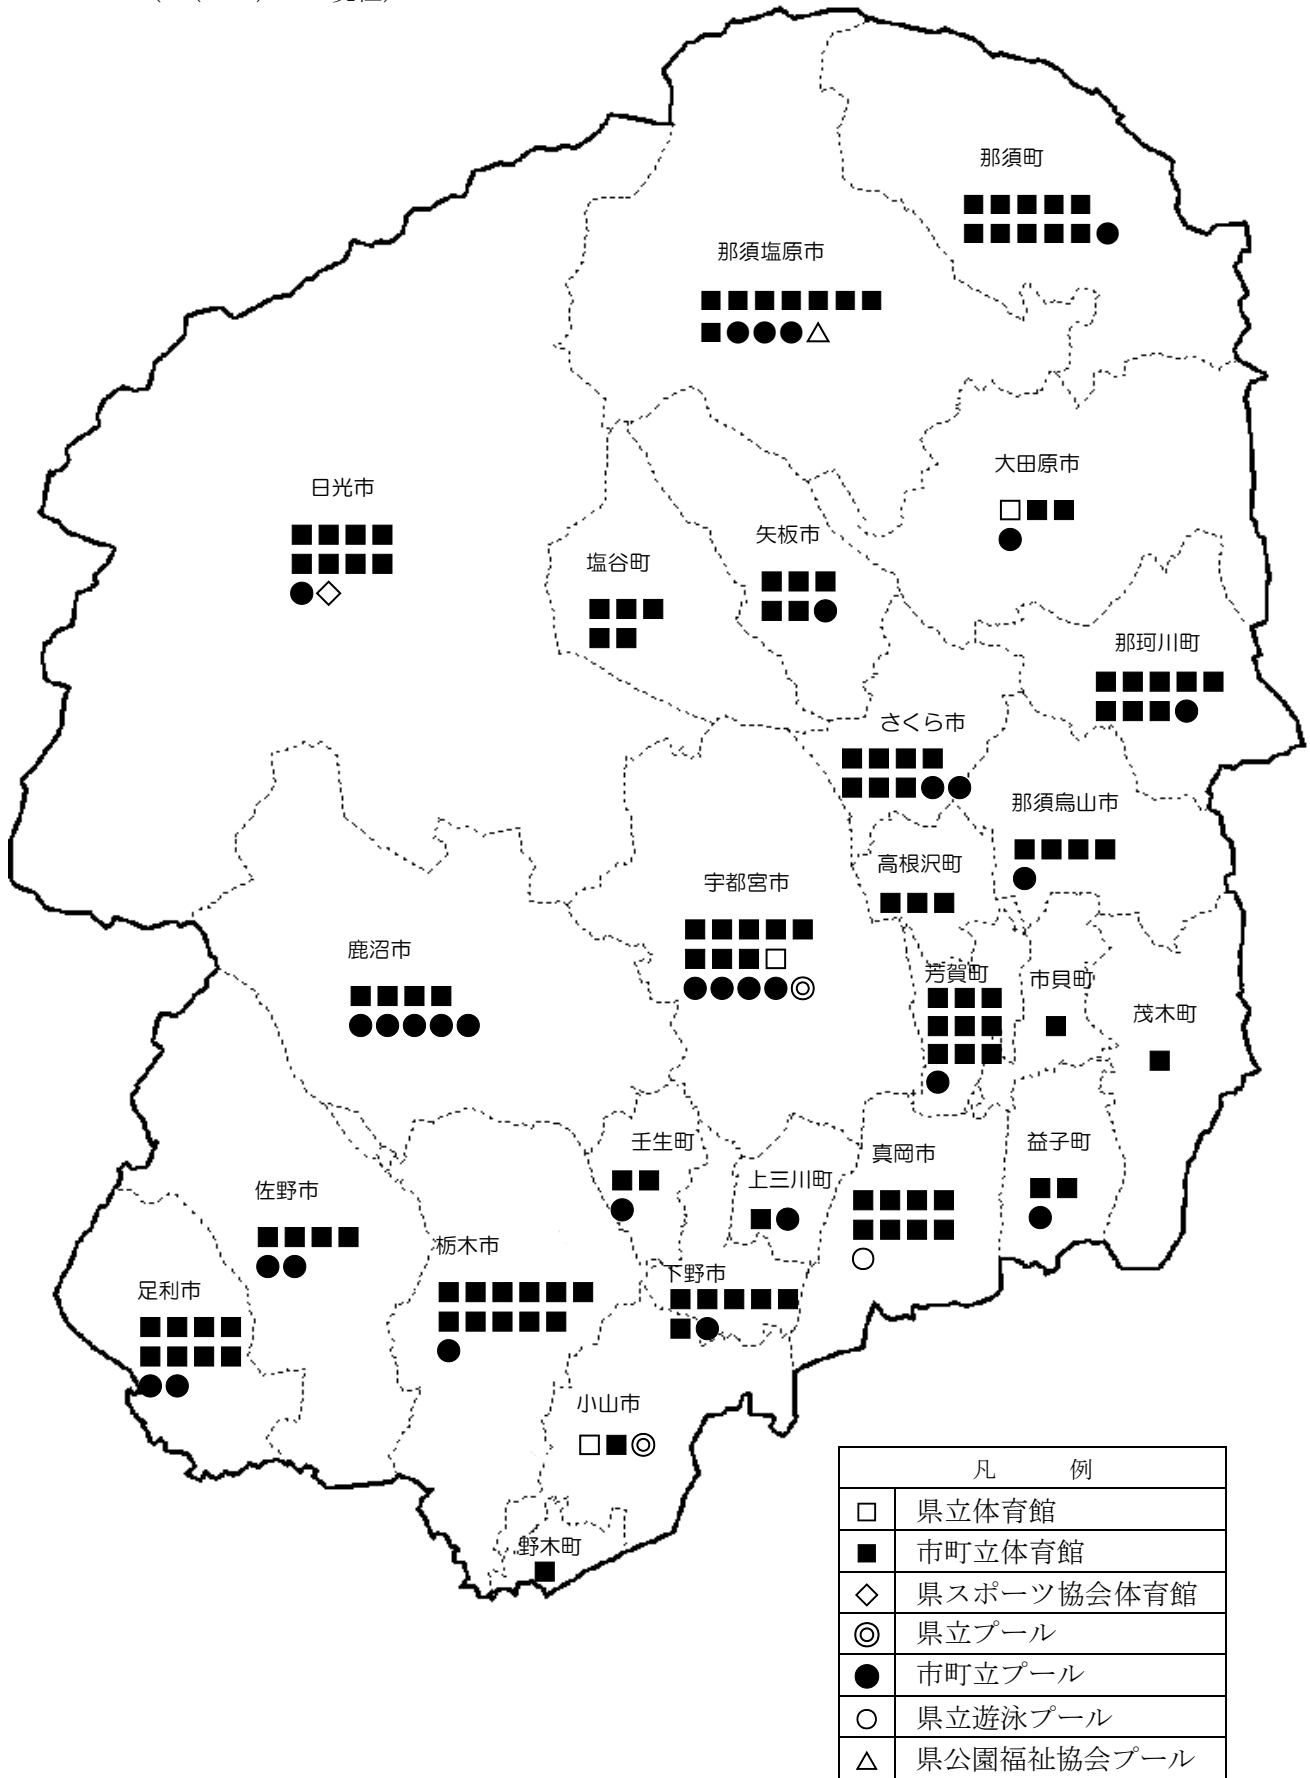 那須町
那須塩原市
大田原市
日光市
矢板市
塩谷町
那珂川町
さくら市
那須烏山市
高根沢町
宇都宮市
鹿沼市
芳賀町
市貝町
茂木町
壬生町
益子町
真岡市
上三川町
佐野市
栃木市
下野市
足利市
小山市
野木町
凡 例
□ 県立体育館
■ 市町立体育館
◇ 県スポーツ協会体育館
◎ 県立プール
● 市町立プール
○ 県立遊泳プール
△ 県公園福祉協会プール